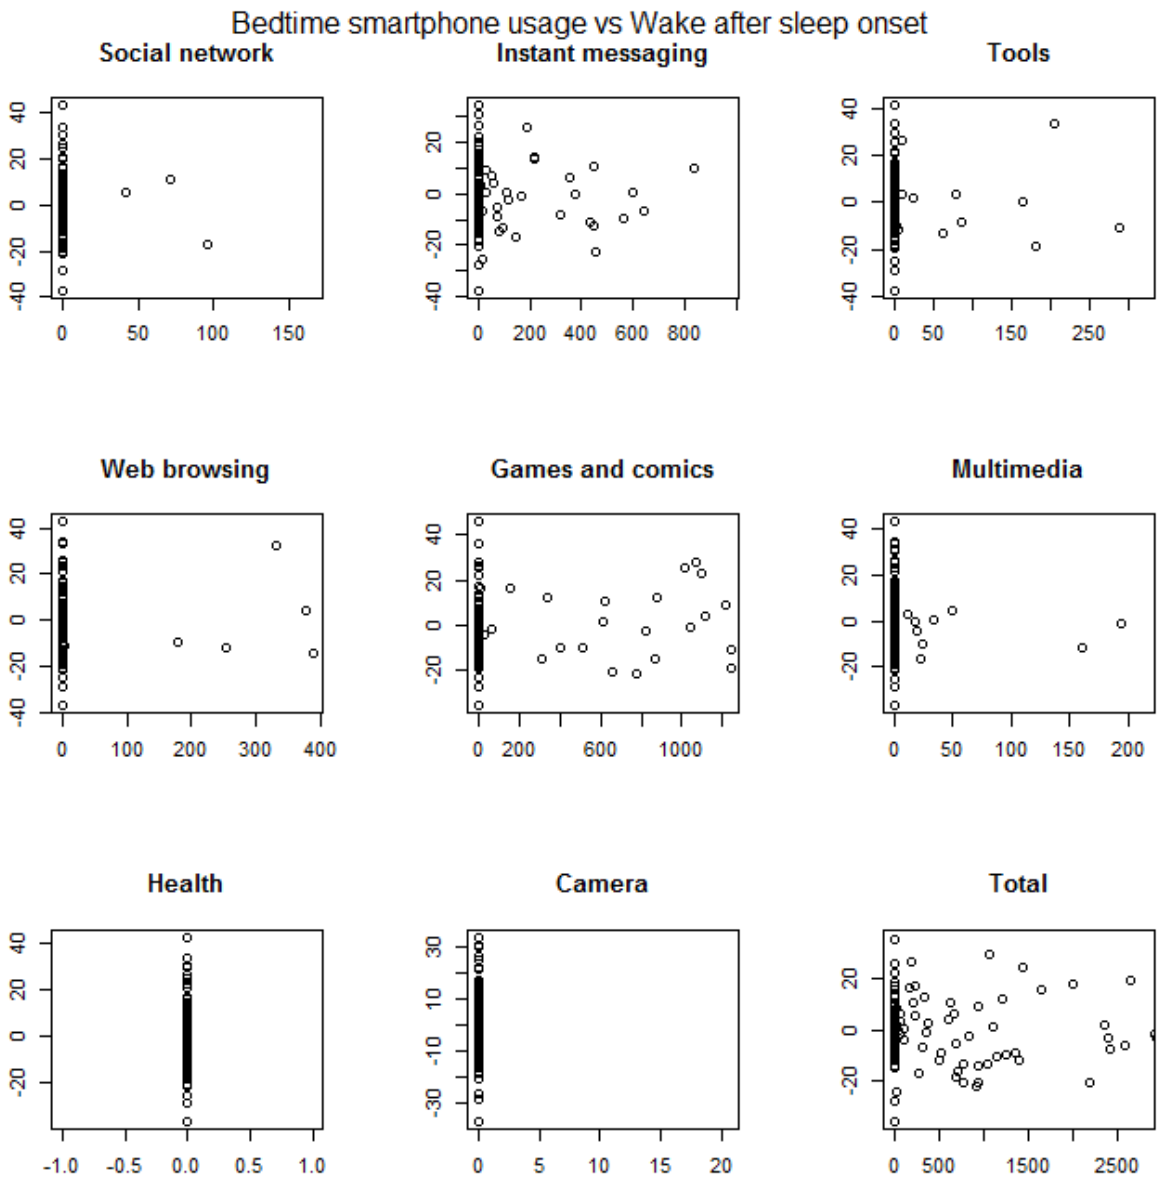 Bedtime smartphone usage vs Wake after sleep onset
Social network Instant messaging Tools
40 20 0 -20 -40
0 50 100 150
20 0 -20 -40
0 200 400 600 800
40 20 0 -20 -40
0 50 150 250
Web browsing Games and comics Multimedia
40 20 0 -20 -40
0 100 200 300 400
40 20 0 -20
0 200 600 1000
40 20 0 -20
0 50 100 150 200
Health Camera Total
40 20 0 -20
-1.0 -0.5 0.0 0.5 1.0
30 10 -10 -30
0 5 10 15 20
20 0 -20
0 500 1500 2500